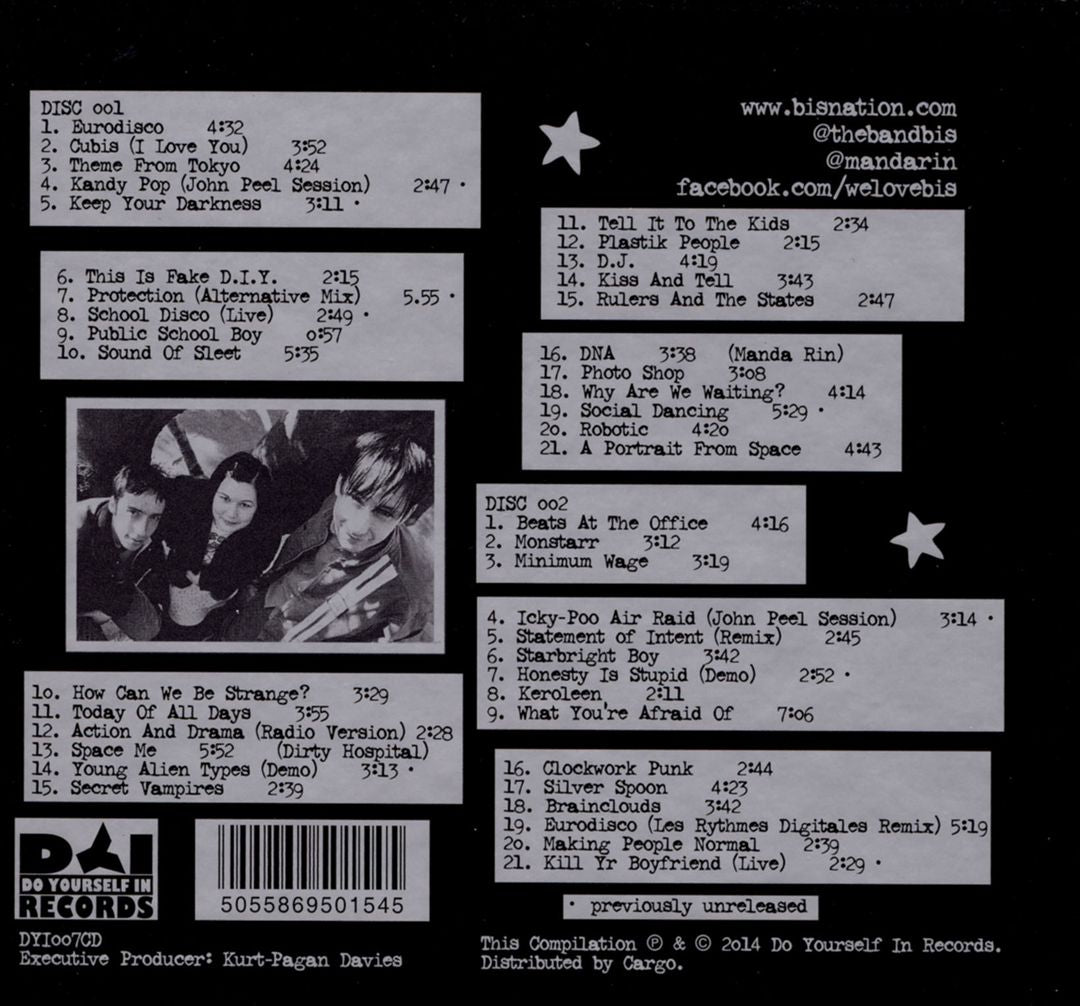 DISC oo1
1. Eurodisco 4:32
2. Cubis (I Love You) 3:52
3. Theme From Tokyo 4:24
4. Kandy Pop (John Peel Session) 2:47 •
5. Keep Your Darkness 3:11 •
6. This Is Fake D.I.Y. 2:15
7. Protection (Alternative Mix) 5.55 •
8. School Disco (Live) 2:49 •
9. Public School Boy 0:57
10. Sound Of Sleet 5:35
www.bisnation.com
@thebandbis
@mandarin
facebook.com/welovebis
11. Tell It To The Kids 2:34
12. Plastik People 2:15
13. D.J. 4:19
14. Kiss And Tell 3:43
15. Rulers And The States 2:47
16. DNA 3:38 (Manda Rin)
17. Photo Shop 3:08
18. Why Are We Waiting? 4:14
19. Social Dancing 5:29 •
20. Robotic 4:20
21. A Portrait From Space 4:43
DISC oo2
1. Beats At The Office 4:16
2. Monstarr 3:12
3. Minimum Wage 3:19
4. Icky-Poo Air Raid (John Peel Session) 3:14 •
5. Statement of Intent (Remix) 2:45
6. Starbright Boy 3:42
7. Honesty Is Stupid (Demo) 2:52 •
8. Keroleen 2:11
9. What You're Afraid Of 7:06
10. How Can We Be Strange? 3:29
11. Today Of All Days 3:55
12. Action And Drama (Radio Version) 2:28
13. Space Me 5:52 (Dirty Hospital)
14. Young Alien Types (Demo) 3:13 •
15. Secret Vampires 2:39
16. Clockwork Punk 2:44
17. Silver Spoon 4:23
18. Brainclouds 3:42
19. Eurodisco (Les Rythmes Digitales Remix) 5:19
20. Making People Normal 2:39
21. Kill Yr Boyfriend (Live) 2:29 •
• previously unreleased
DYI
DO YOURSELF IN
RECORDS
5055869501545
DYIoo7CD
Executive Producer: Kurt-Pagan Davies
This Compilation ℗ & © 2014 Do Yourself In Records.
Distributed by Cargo.